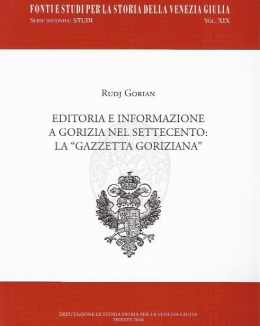 FONTI E STUDI PER LA STORIA DELLA VENEZIA GIULIA
SERIE SECONDA: STUDI VOL. XIX
RUDJ GORIAN
EDITORIA E INFORMAZIONE
A GORIZIA NEL SETTECENTO:
LA "GAZZETTA GORIZIANA"
DEPUTAZIONE DI STORIA PATRIA PER LA VENEZIA GIULIA
TRIESTE 2010